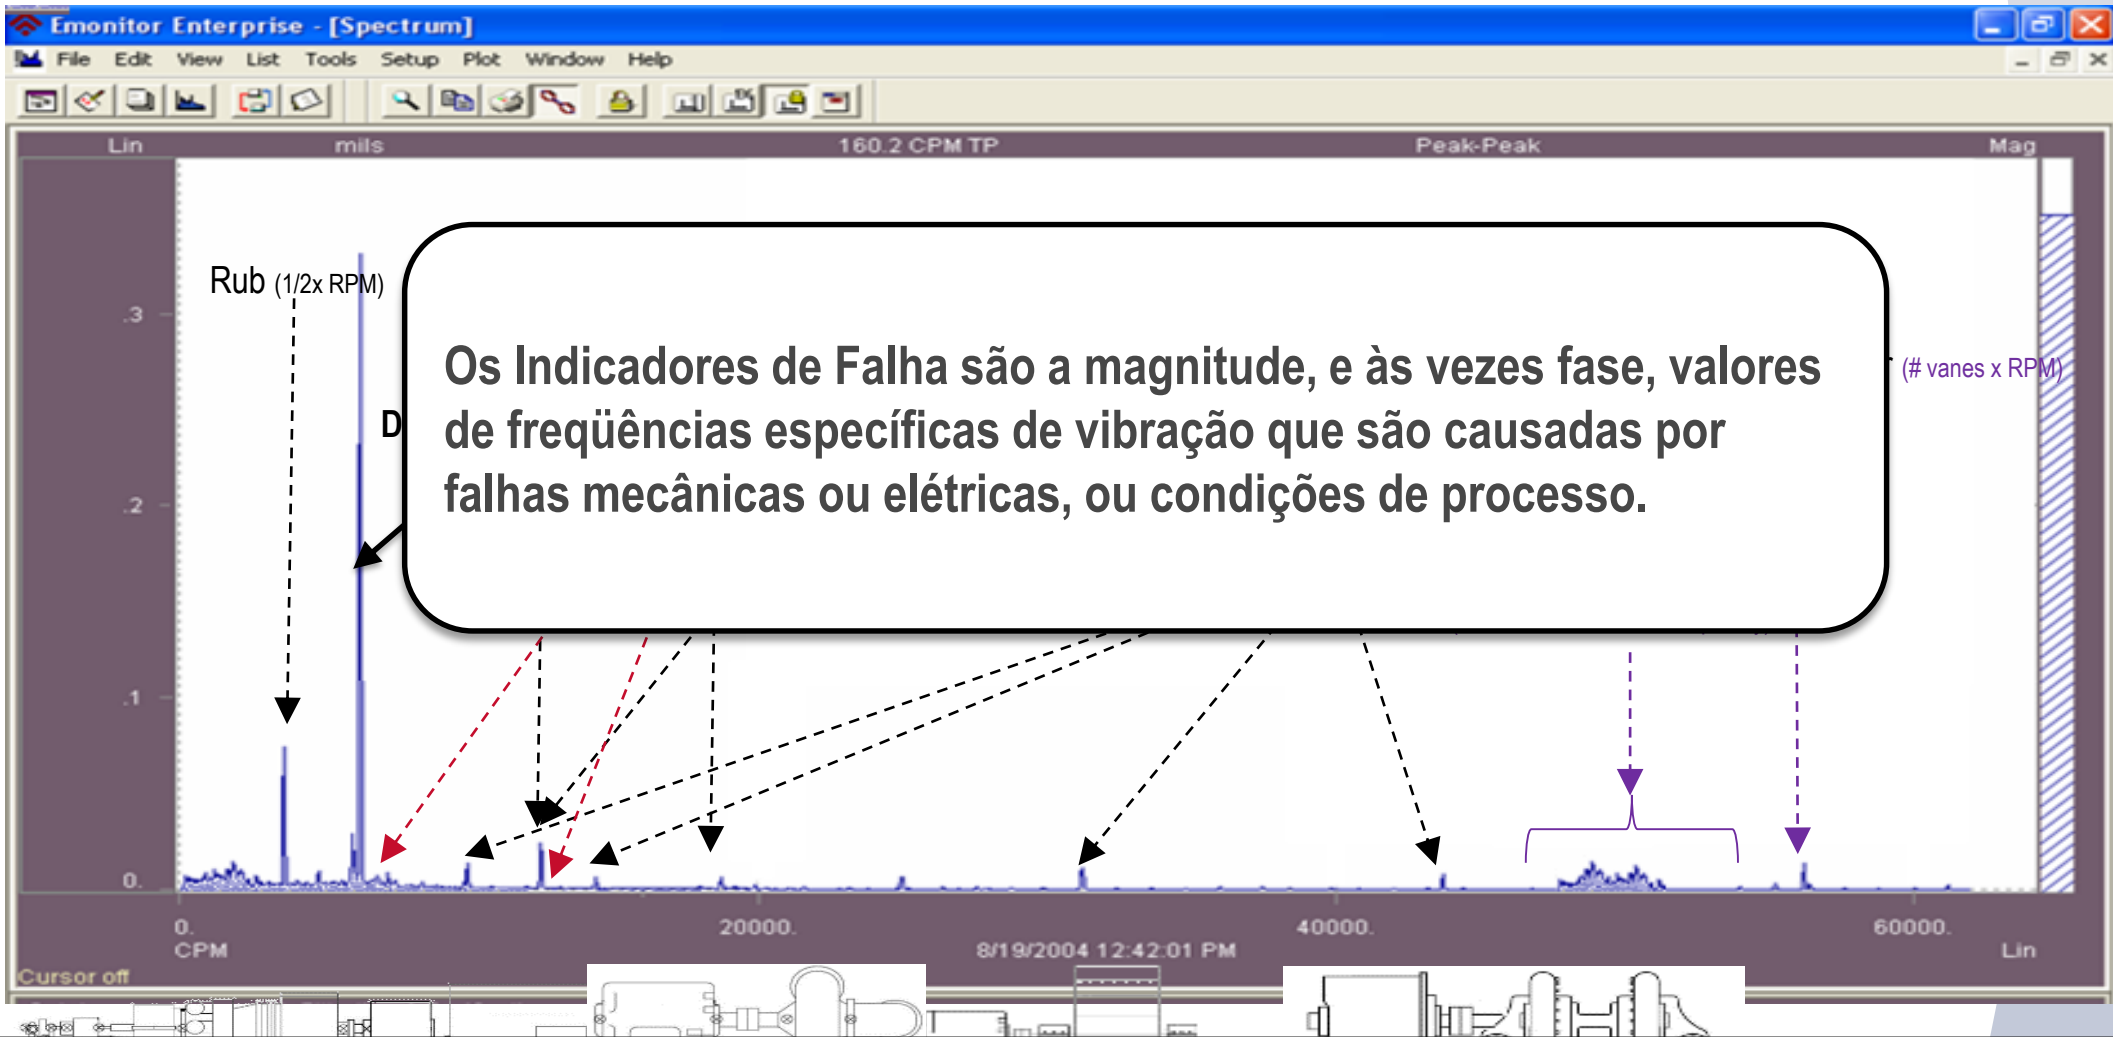 Emonitor Enterprise - [Spectrum]
File Edit View List Tools Setup Plot Window Help
Lin mils 160.2 CPM TP Peak-Peak Mag
Rub (1/2x RPM)
.3
Os Indicadores de Falha são a magnitude, e às vezes fase, valores
(# vanes x RPM)
D
de freqüências específicas de vibração que são causadas por
falhas mecânicas ou elétricas, ou condições de processo.
.2
.1
0.
0. 20000. 40000. 60000.
CPM 8/19/2004 12:42:01 PM Lin
Cursor off